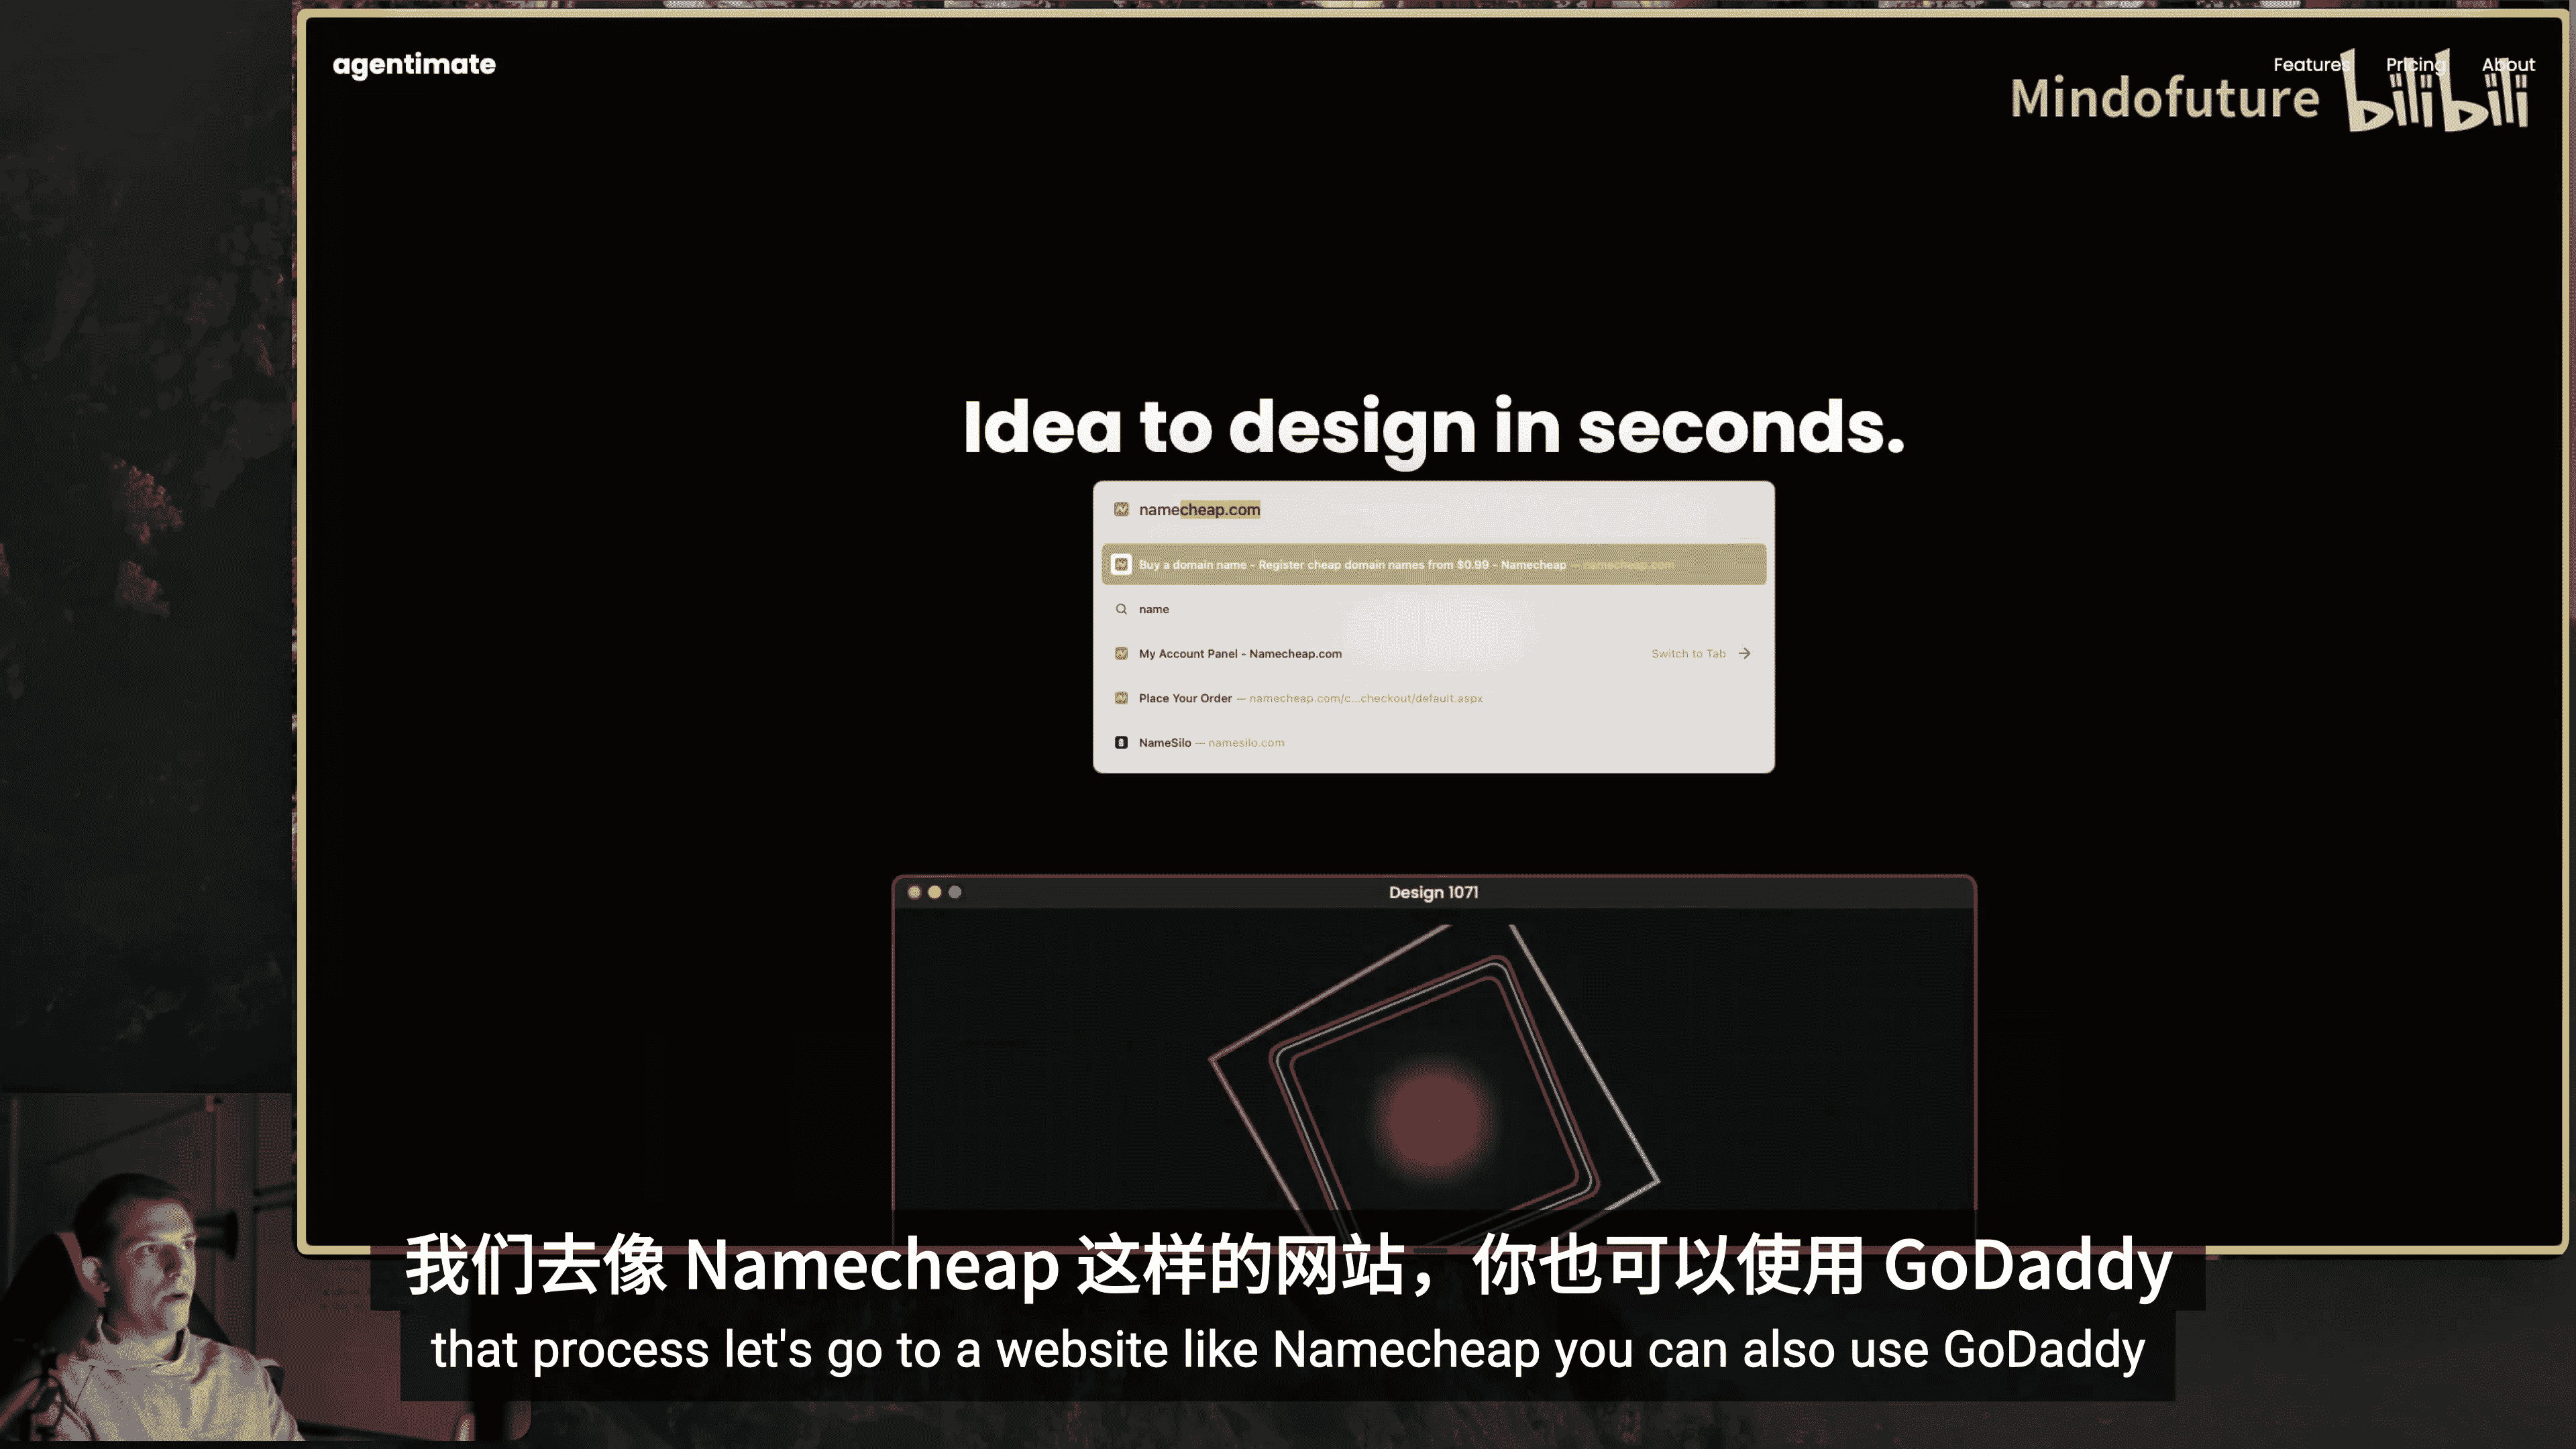 agentimate
Features Pricing About
Mindofuture bilibili
Idea to design in seconds.
namecheap.com
Buy a domain name - Register cheap domain names from $0.99 - Namecheap — namecheap.com
name
My Account Panel - Namecheap.com Switch to Tab →
Place Your Order — namecheap.com/c...checkout/default.aspx
NameSilo — namesilo.com
Design 1071
我们去像 Namecheap 这样的网站，你也可以使用 GoDaddy
that process let's go to a website like Namecheap you can also use GoDaddy